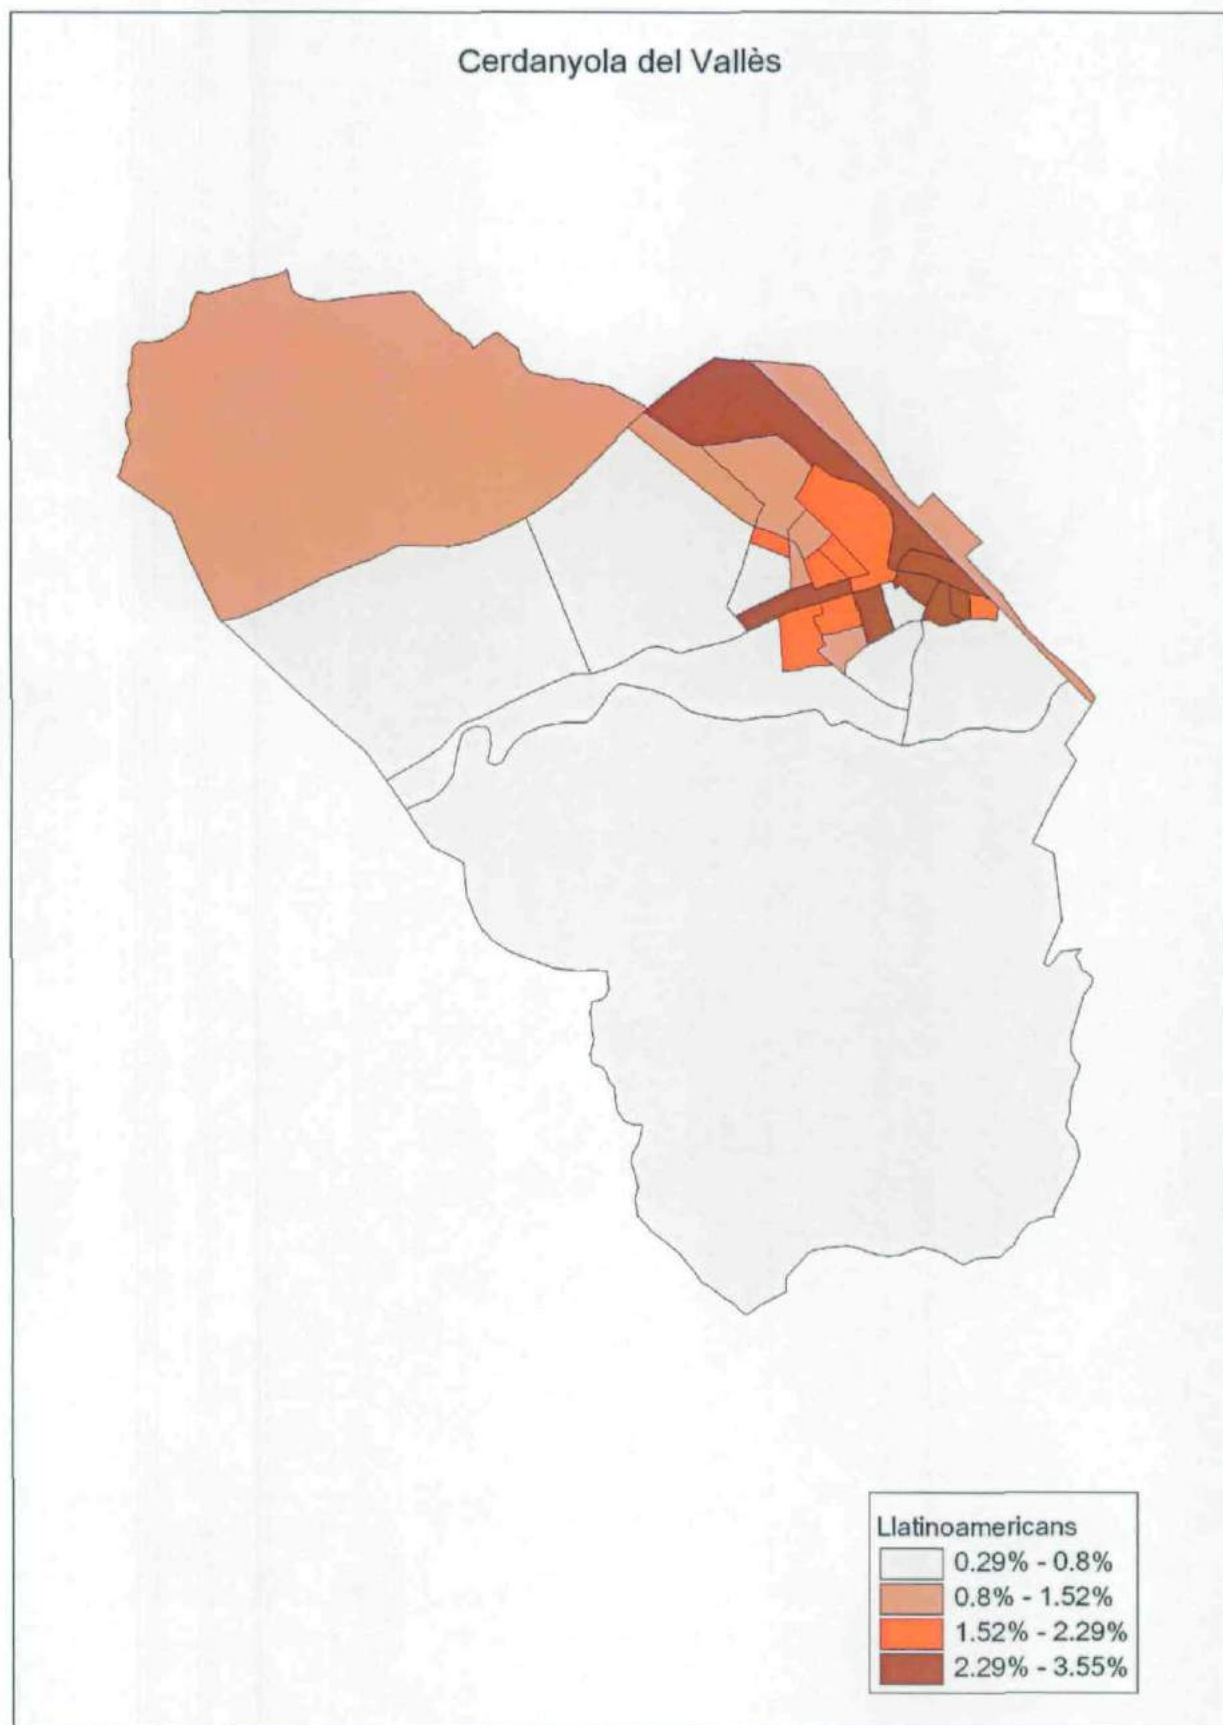 Cerdanyola del Vallès
Llatinoamericans
0.29% - 0.8%
0.8% - 1.52%
1.52% - 2.29%
2.29% - 3.55%